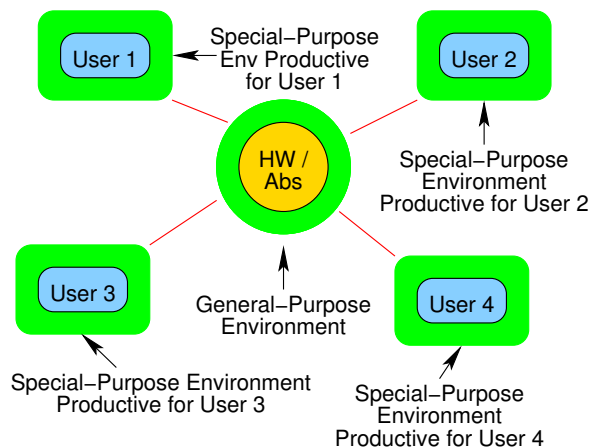 User 1
Special−Purpose
Env Productive
for User 1
User 2
Special−Purpose
Environment
Productive for User 2
HW /
Abs
General−Purpose
Environment
User 3
Special−Purpose Environment
Productive for User 3
User 4
Special−Purpose
Environment
Productive for User 4